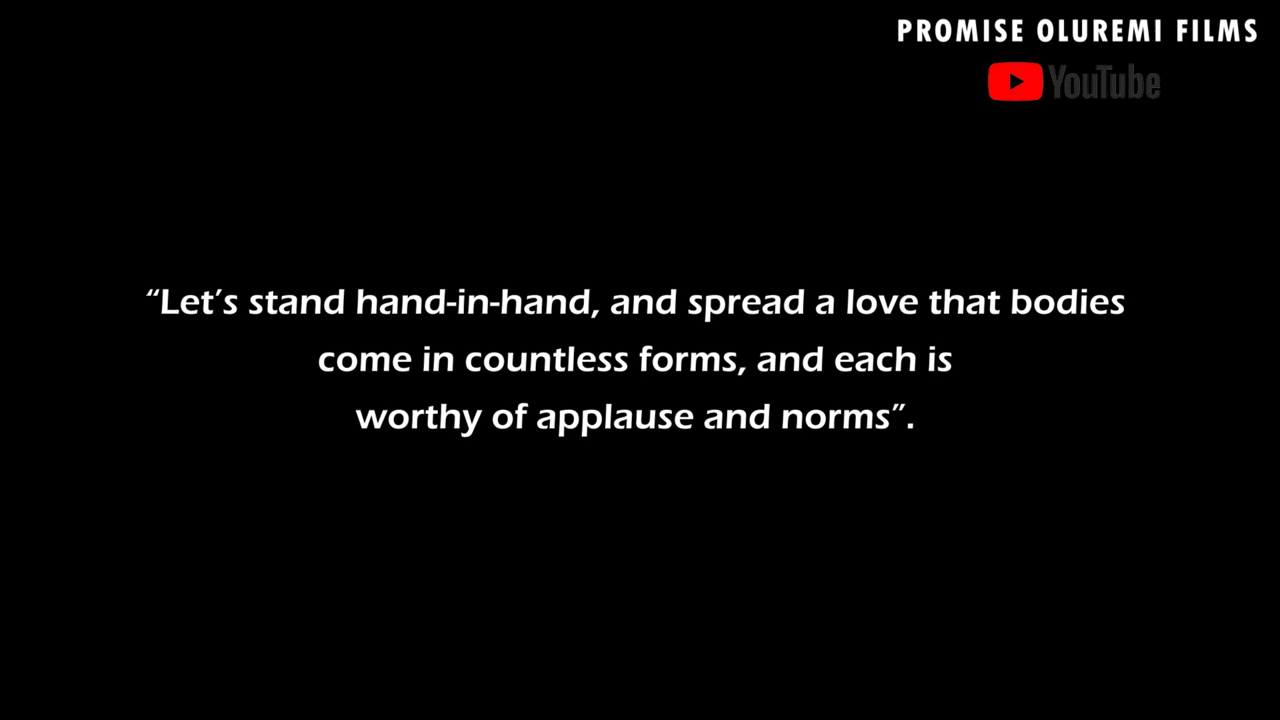 PROMISE OLUREMI FILMS
YouTube
“Let’s stand hand-in-hand, and spread a love that bodies
come in countless forms, and each is
worthy of applause and norms”.